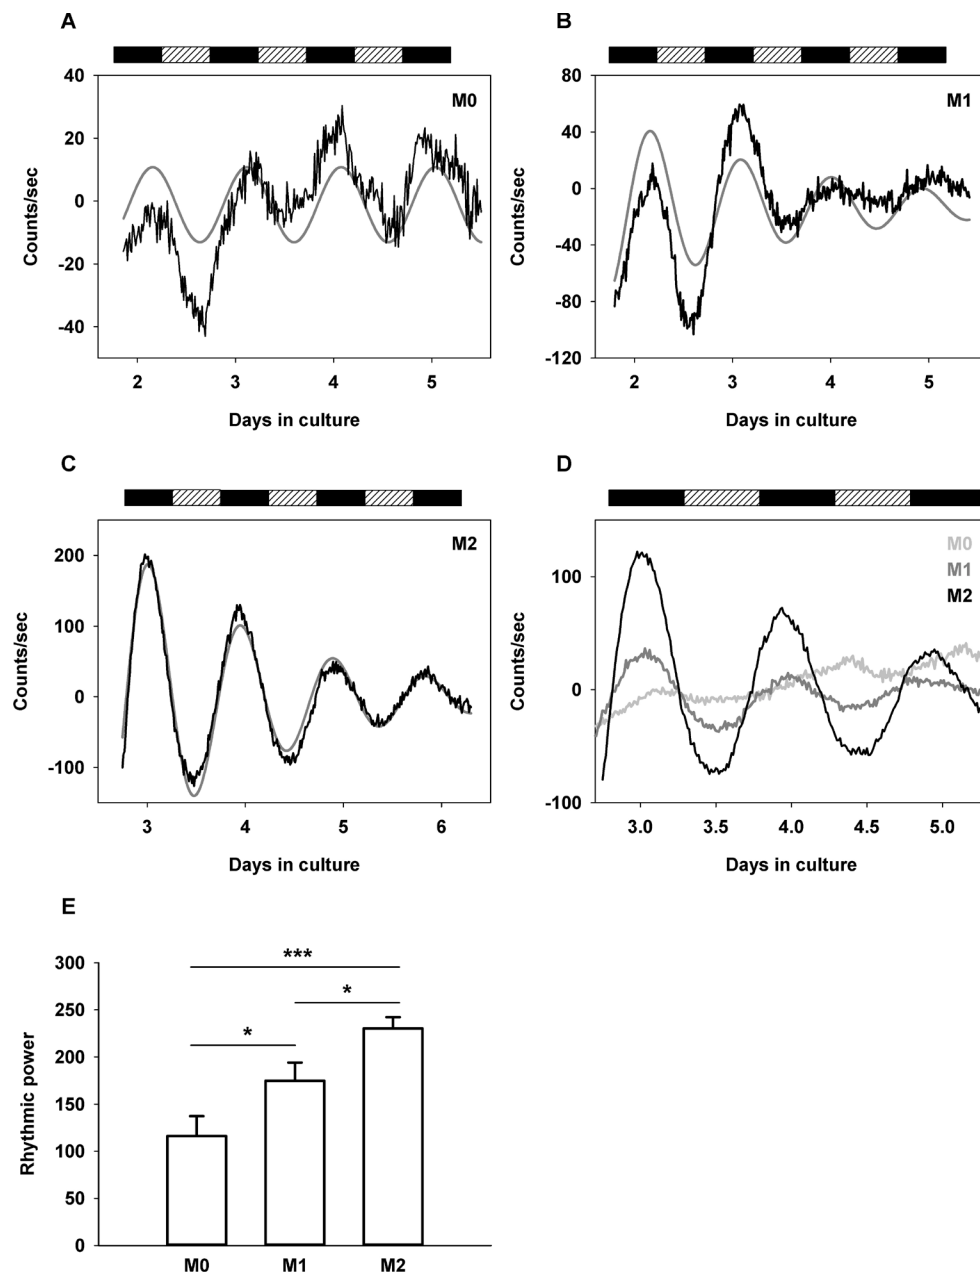 A
M0
40
20
0
-20
-40
Counts/sec
2 3 4 5
Days in culture
B
M1
80
40
0
-40
-80
-120
Counts/sec
2 3 4 5
Days in culture
C
M2
200
100
0
-100
Counts/sec
3 4 5 6
Days in culture
D
M0
M1
M2
100
0
-100
Counts/sec
3.0 3.5 4.0 4.5 5.0
Days in culture
E
300
250
200
150
100
50
0
Rhythmic power
***
*
*
M0 M1 M2